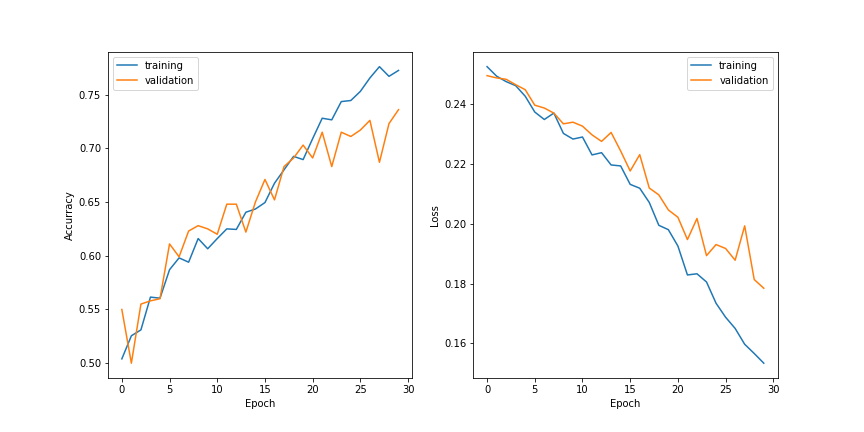 training
validation
0.75
0.70
0.65
0.60
0.55
0.50
Accurracy
0 5 10 15 20 25 30
Epoch
training
validation
0.24
0.22
0.20
0.18
0.16
Loss
0 5 10 15 20 25 30
Epoch